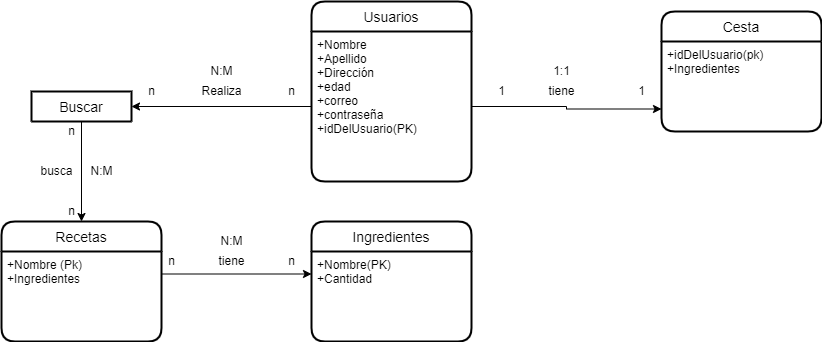 Usuarios
+Nombre
+Apellido
+Dirección
+edad
+correo
+contraseña
+idDelUsuario(PK)
Cesta
+idDelUsuario(pk)
+Ingredientes
1:1
1 tiene 1
N:M
n Realiza n
Buscar
n
busca N:M
n
Recetas
+Nombre (Pk)
+Ingredientes
N:M
n tiene n
Ingredientes
+Nombre(PK)
+Cantidad